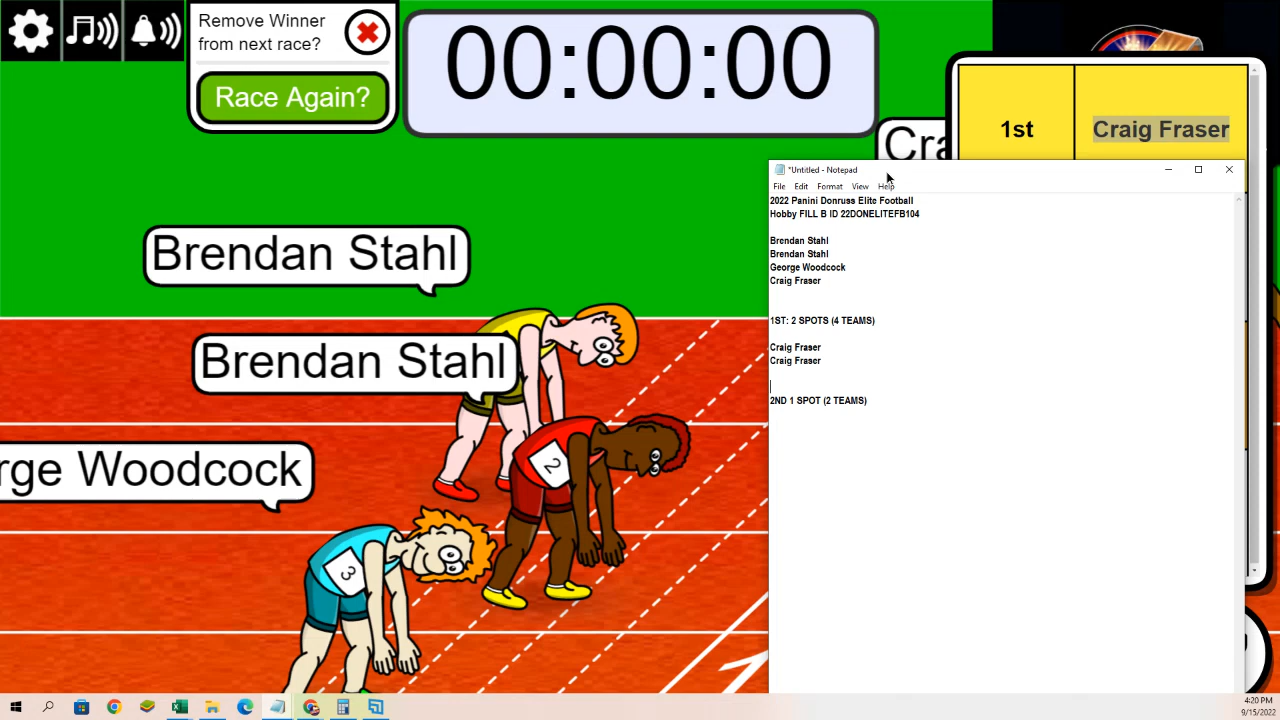 Remove Winner
from next race?
Race Again?
00:00:00
1st
Craig Fraser
Cra
*Untitled - Notepad
File Edit Format View Help
2022 Panini Donruss Elite Football
Hobby FILL B ID 22DONELITEFB104
Brendan Stahl
Brendan Stahl
George Woodcock
Craig Fraser
1ST: 2 SPOTS (4 TEAMS)
Craig Fraser
Craig Fraser
2ND 1 SPOT (2 TEAMS)
Brendan Stahl
Brendan Stahl
rge Woodcock
2
3
1
4:20 PM
9/15/2022